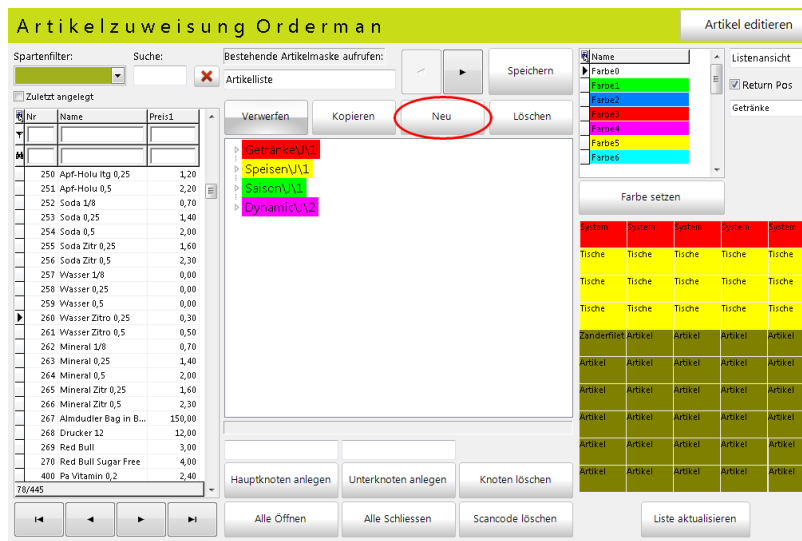 Artikelzuweisung Orderman
Artikel editieren
Spartenfilter:
Suche:
Zuletzt angelegt
Nr Name Preis1
250 Apf-Holu ltg 0,25 1,20
251 Apf-Holu 0,5 2,20
252 Soda 1/8 0,70
253 Soda 0,25 1,40
254 Soda 0,5 2,00
255 Soda Zitr 0,25 1,60
256 Soda Zitr 0,5 2,30
257 Wasser 1/8 0,00
258 Wasser 0,25 0,00
259 Wasser 0,5 0,00
260 Wasser Zitro 0,25 0,30
261 Wasser Zitro 0,5 0,50
262 Mineral 1/8 0,70
263 Mineral 0,25 1,40
264 Mineral 0,5 2,00
265 Mineral Zitr 0,25 1,60
266 Mineral Zitr 0,5 2,30
267 Almdudler Bag in B... 150,00
268 Drucker 12 12,00
269 Red Bull 3,00
270 Red Bull Sugar Free 4,00
400 Pa Vitamin 0,2 2,40
78/445
Bestehende Artikelmaske aufrufen:
Artikelliste
Speichern
Verwerfen
Kopieren
Neu
Löschen
Getränke\J\1
Speisen\J\1
Saison\J\1
Dynamic\J\2
Hauptknoten anlegen
Unterknoten anlegen
Knoten löschen
Alle Öffnen
Alle Schliessen
Scancode löschen
Name
Farbe0
Farbe1
Farbe2
Farbe3
Farbe4
Farbe5
Farbe6
Listenansicht
Return Pos
Getränke
Farbe setzen
System System System System System
Tische Tische Tische Tische Tische
Tische Tische Tische Tische Tische
Tische Tische Tische Tische Tische
Zanderfilet Artikel Artikel Artikel Artikel
Artikel Artikel Artikel Artikel Artikel
Artikel Artikel Artikel Artikel Artikel
Artikel Artikel Artikel Artikel Artikel
Artikel Artikel Artikel Artikel Artikel
Artikel Artikel Artikel Artikel Artikel
Liste aktualisieren